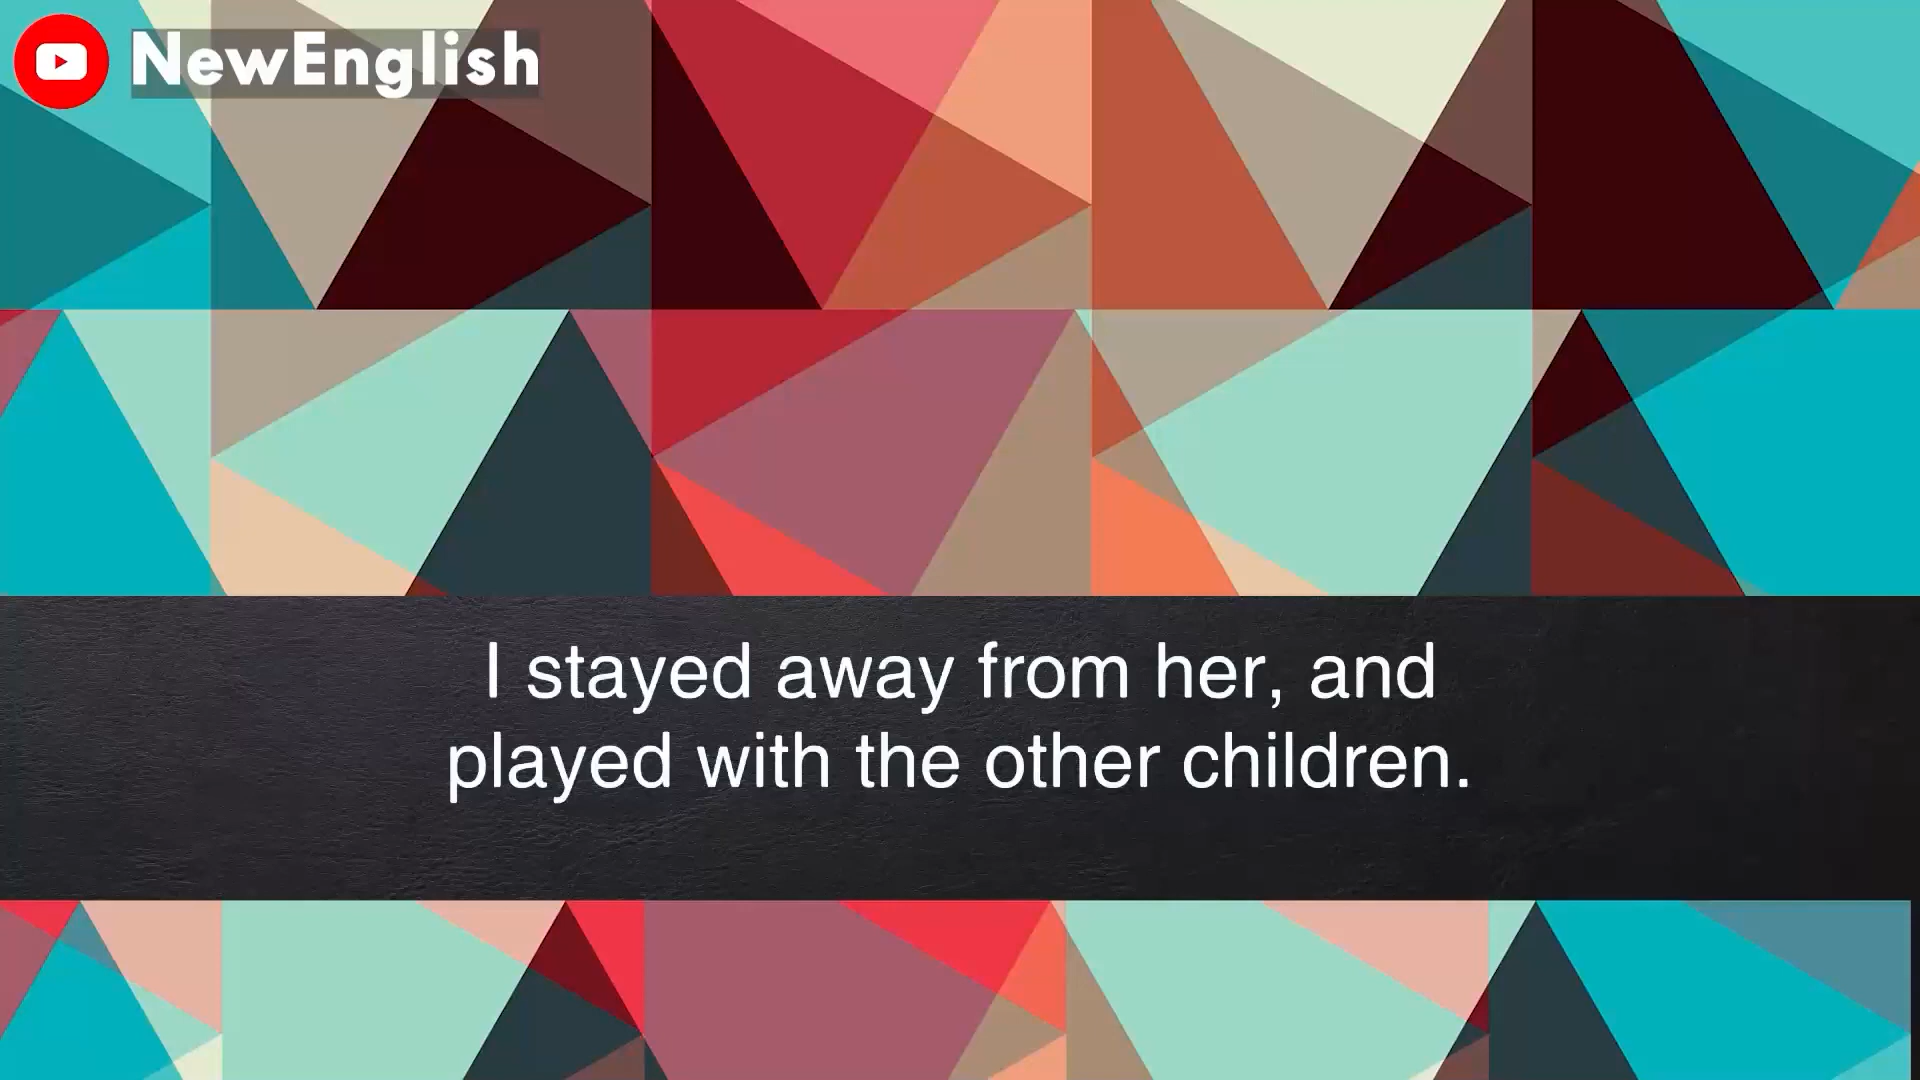 NewEnglish
I stayed away from her, and
played with the other children.